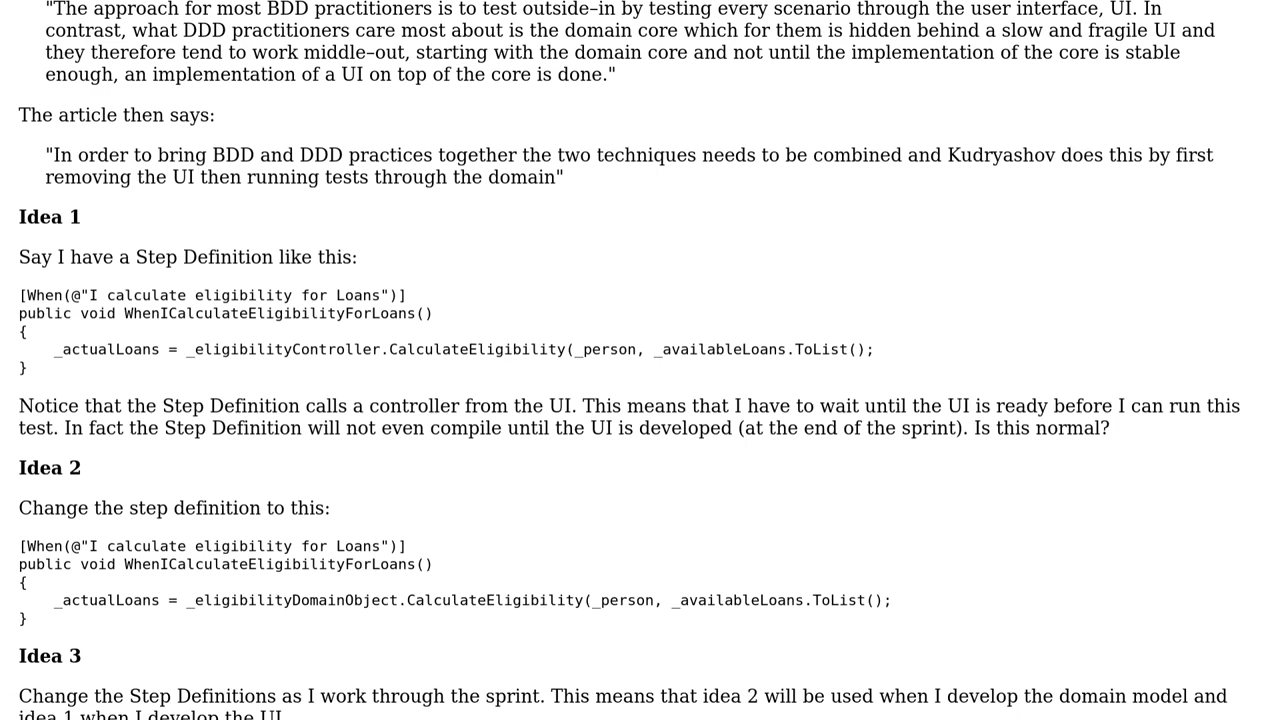 "The approach for most BDD practitioners is to test outside–in by testing every scenario through the user interface, UI. In
contrast, what DDD practitioners care most about is the domain core which for them is hidden behind a slow and fragile UI and
they therefore tend to work middle–out, starting with the domain core and not until the implementation of the core is stable
enough, an implementation of a UI on top of the core is done."
The article then says:
"In order to bring BDD and DDD practices together the two techniques needs to be combined and Kudryashov does this by first
removing the UI then running tests through the domain"
Idea 1
Say I have a Step Definition like this:
[When(@"I calculate eligibility for Loans")]
public void WhenICalculateEligibilityForLoans()
{
    _actualLoans = _eligibilityController.CalculateEligibility(_person, _availableLoans.ToList();
}
Notice that the Step Definition calls a controller from the UI. This means that I have to wait until the UI is ready before I can run this
test. In fact the Step Definition will not even compile until the UI is developed (at the end of the sprint). Is this normal?
Idea 2
Change the step definition to this:
[When(@"I calculate eligibility for Loans")]
public void WhenICalculateEligibilityForLoans()
{
    _actualLoans = _eligibilityDomainObject.CalculateEligibility(_person, _availableLoans.ToList();
}
Idea 3
Change the Step Definitions as I work through the sprint. This means that idea 2 will be used when I develop the domain model and
idea 1 when I develop the UI